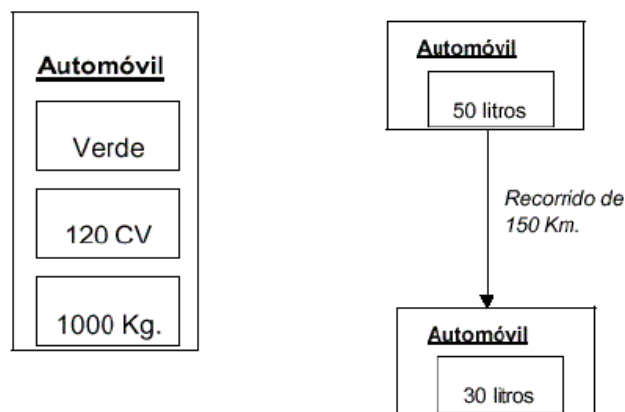 Automóvil
Verde
120 CV
1000 Kg.
Automóvil
50 litros
Recorrido de
150 Km.
Automóvil
30 litros